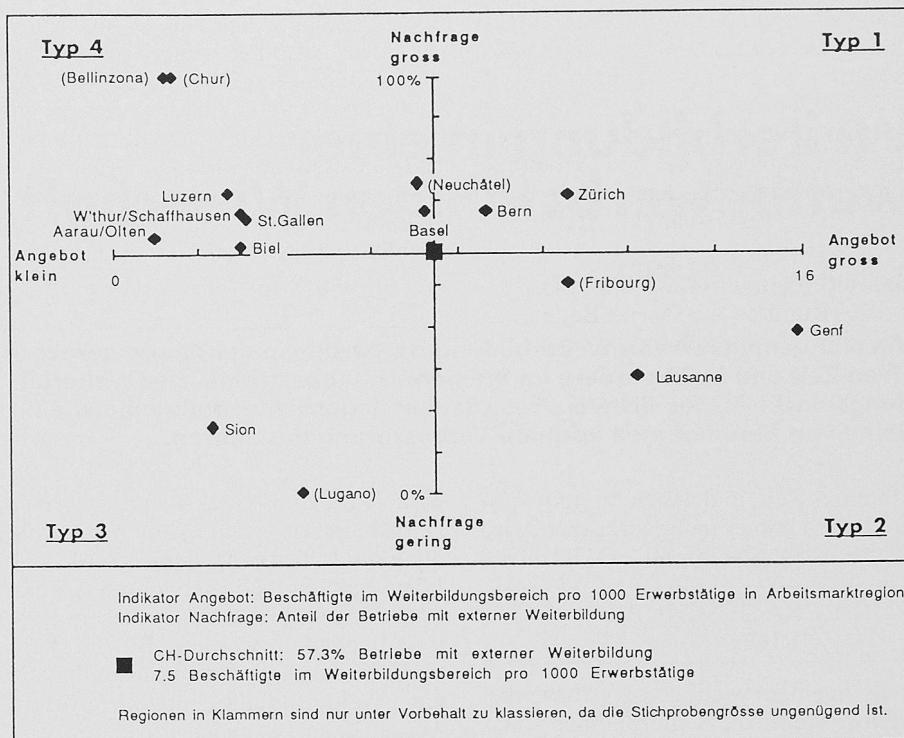 Typ 4
Nachfrage
gross
Typ 1
(Bellinzona)
(Chur)
100%
Luzern
(Neuchâtel)
Zürich
W'thur/Schaffhausen
St.Gallen
Bern
Aarau/Olten
Basel
Biel
Angebot
klein
0
16
Angebot
gross
(Fribourg)
Genf
Lausanne
Sion
(Lugano)
0%
Typ 3
Nachfrage
gering
Typ 2
Indikator Angebot: Beschäftigte im Weiterbildungsbereich pro 1000 Erwerbstätige in Arbeitsmarktregion
Indikator Nachfrage: Anteil der Betriebe mit externer Weiterbildung
CH-Durchschnitt: 57.3% Betriebe mit externer Weiterbildung
7.5 Beschäftigte im Weiterbildungsbereich pro 1000 Erwerbstätige
Regionen in Klammern sind nur unter Vorbehalt zu klassieren, da die Stichprobengrösse ungenügend ist.